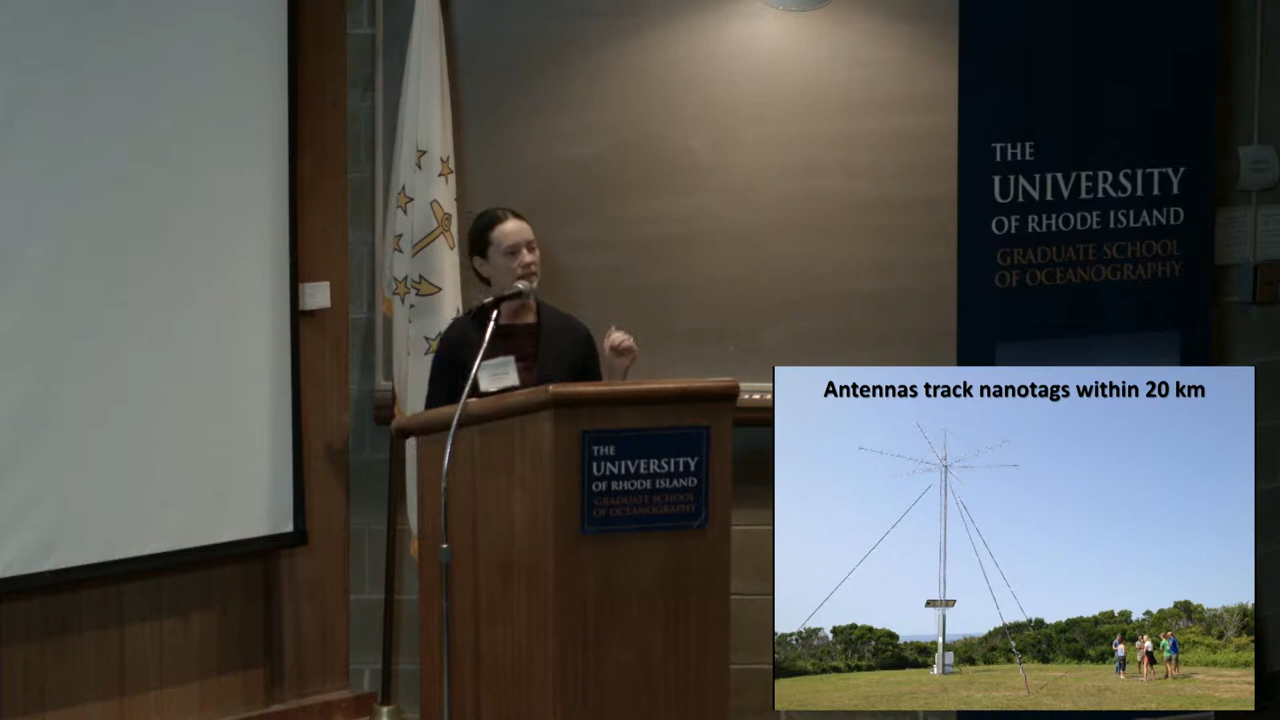 THE
UNIVERSITY
OF RHODE ISLAND
GRADUATE SCHOOL
OF OCEANOGRAPHY
THE
UNIVERSITY
OF RHODE ISLAND
GRADUATE SCHOOL
OF OCEANOGRAPHY
Antennas track nanotags within 20 km